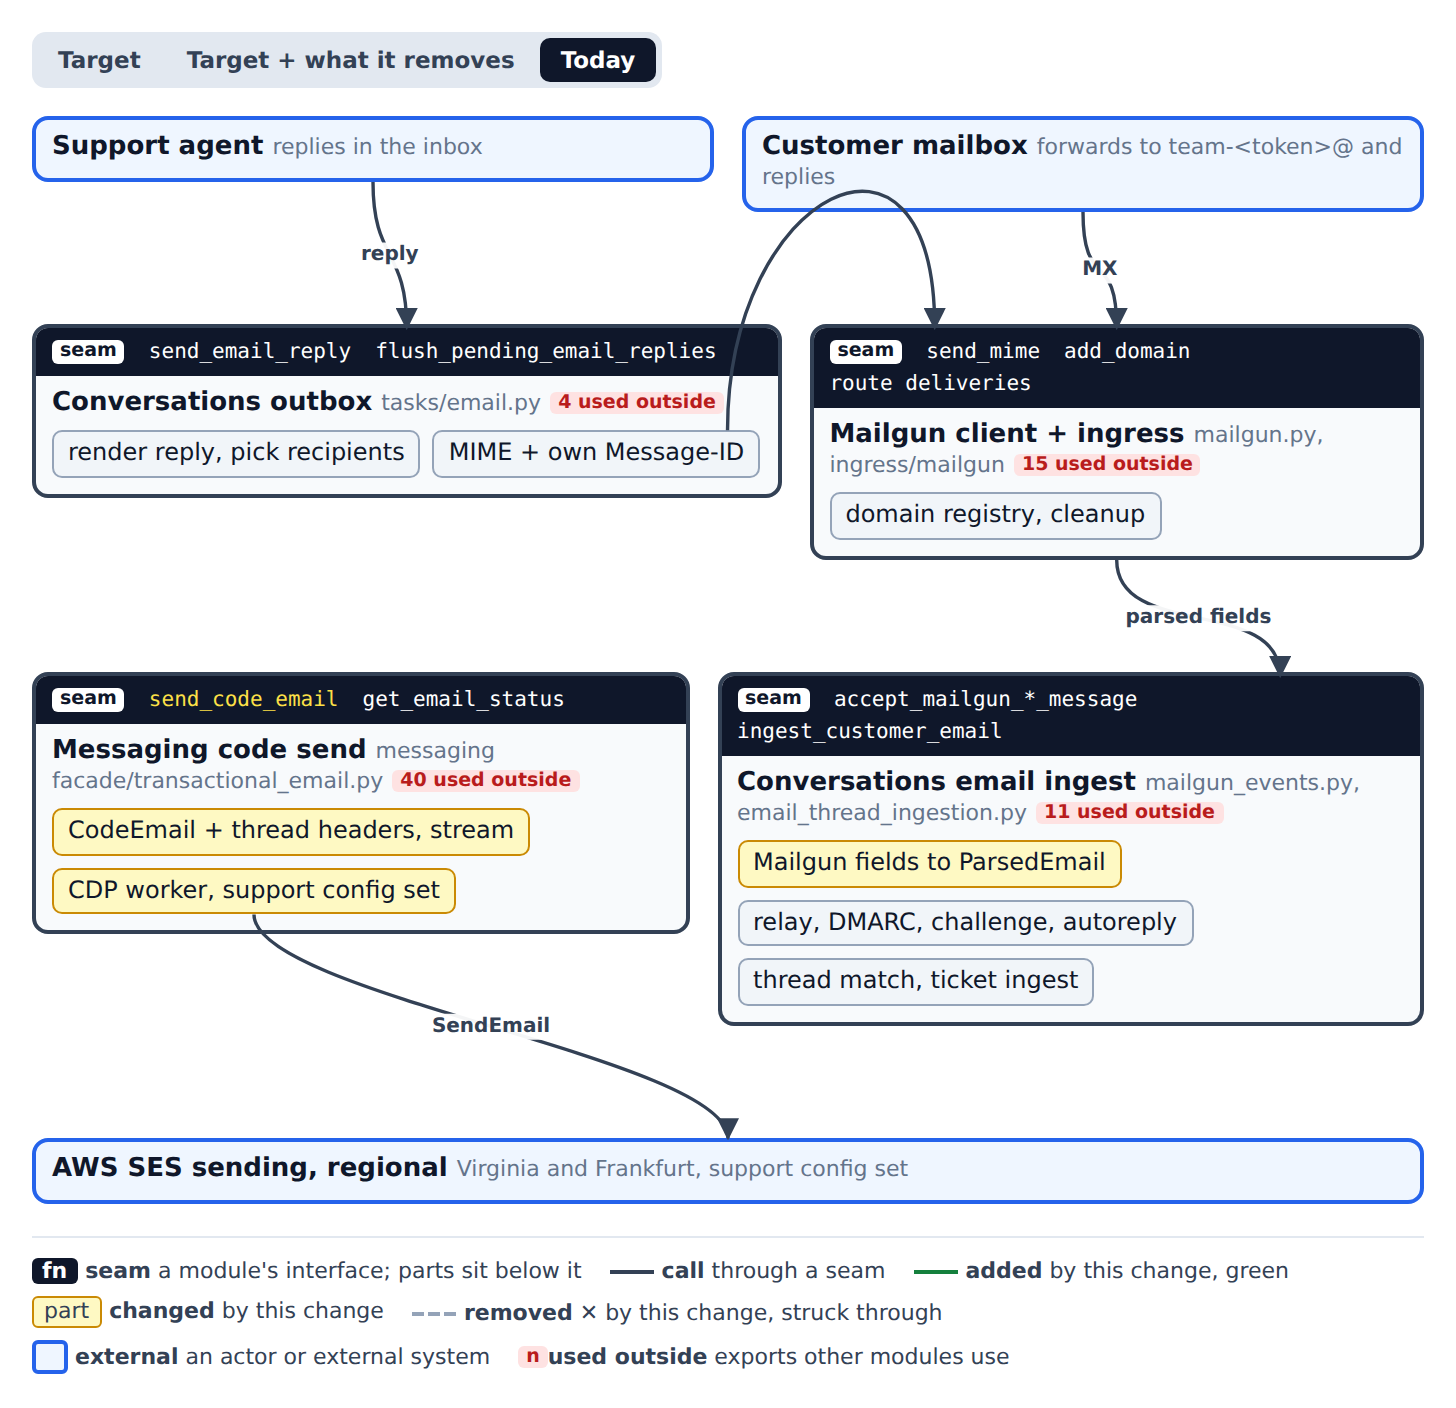 Target Target + what it removes Today
Support agent replies in the inbox
Customer mailbox forwards to team-<token>@ and
replies
reply
MX
seam send_email_reply flush_pending_email_replies
Conversations outbox tasks/email.py 4 used outside
render reply, pick recipients MIME + own Message-ID
seam send_mime add_domain
route deliveries
Mailgun client + ingress mailgun.py,
ingress/mailgun 15 used outside
domain registry, cleanup
parsed fields
seam send_code_email get_email_status
Messaging code send messaging
facade/transactional_email.py 40 used outside
CodeEmail + thread headers, stream
CDP worker, support config set
seam accept_mailgun_*_message
ingest_customer_email
Conversations email ingest mailgun_events.py,
email_thread_ingestion.py 11 used outside
Mailgun fields to ParsedEmail
relay, DMARC, challenge, autoreply
thread match, ticket ingest
SendEmail
AWS SES sending, regional Virginia and Frankfurt, support config set
fn seam a module's interface; parts sit below it call through a seam added by this change, green
part changed by this change removed ✕ by this change, struck through
external an actor or external system n used outside exports other modules use